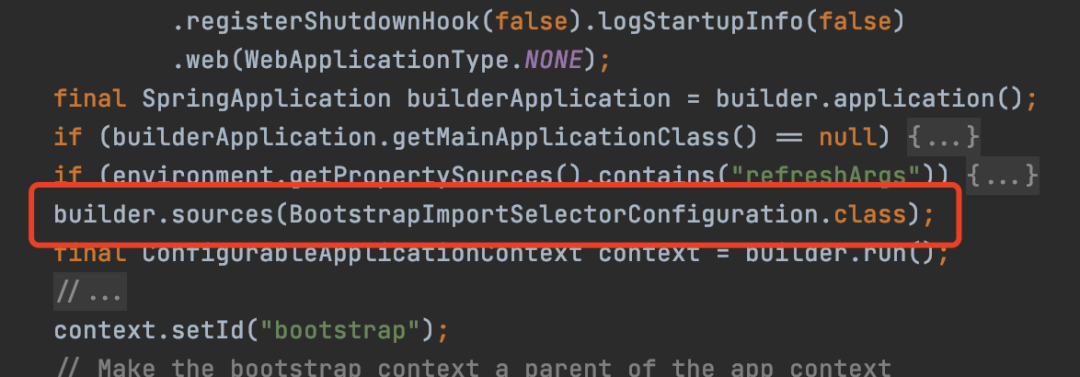 .registerShutdownHook(false).logStartupInfo(false)
.web(WebApplicationType.NONE);
final SpringApplication builderApplication = builder.application();
if (builderApplication.getMainApplicationClass() == null) {...}
if (environment.getPropertySources().contains("refreshArgs")) {...}
builder.sources(BootstrapImportSelectorConfiguration.class);
final ConfigurableApplicationContext context = builder.run();
//...
context.setId("bootstrap");
// Make the bootstrap context a parent of the app context